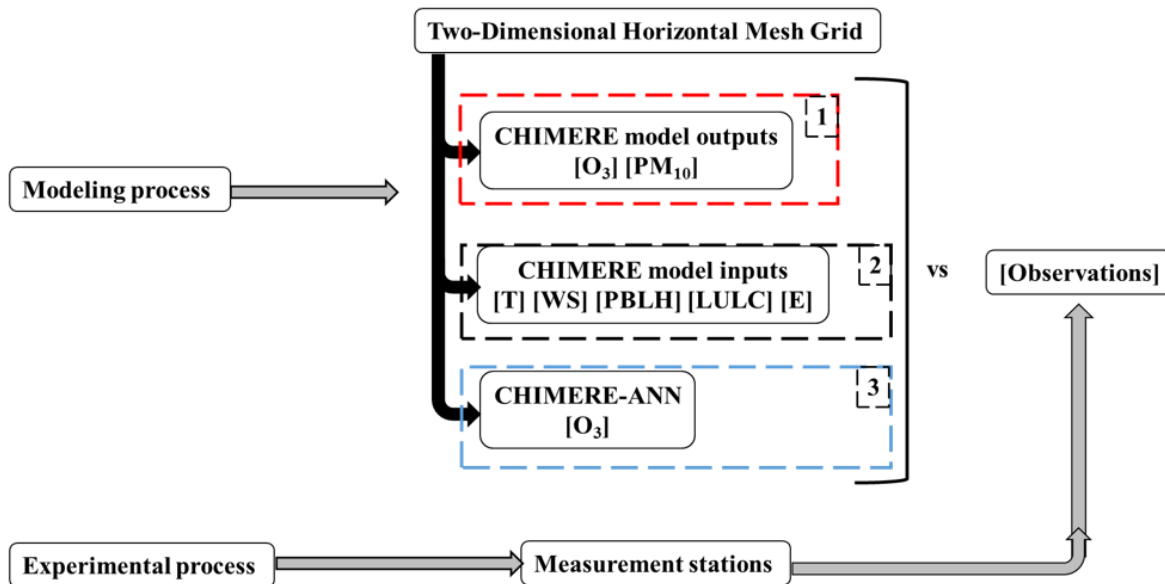 Two-Dimensional Horizontal Mesh Grid
1
CHIMERE model outputs
[O₃] [PM₁₀]
Modeling process
2
CHIMERE model inputs
[T] [WS] [PBLH] [LULC] [E]
vs
[Observations]
3
CHIMERE-ANN
[O₃]
Experimental process
Measurement stations